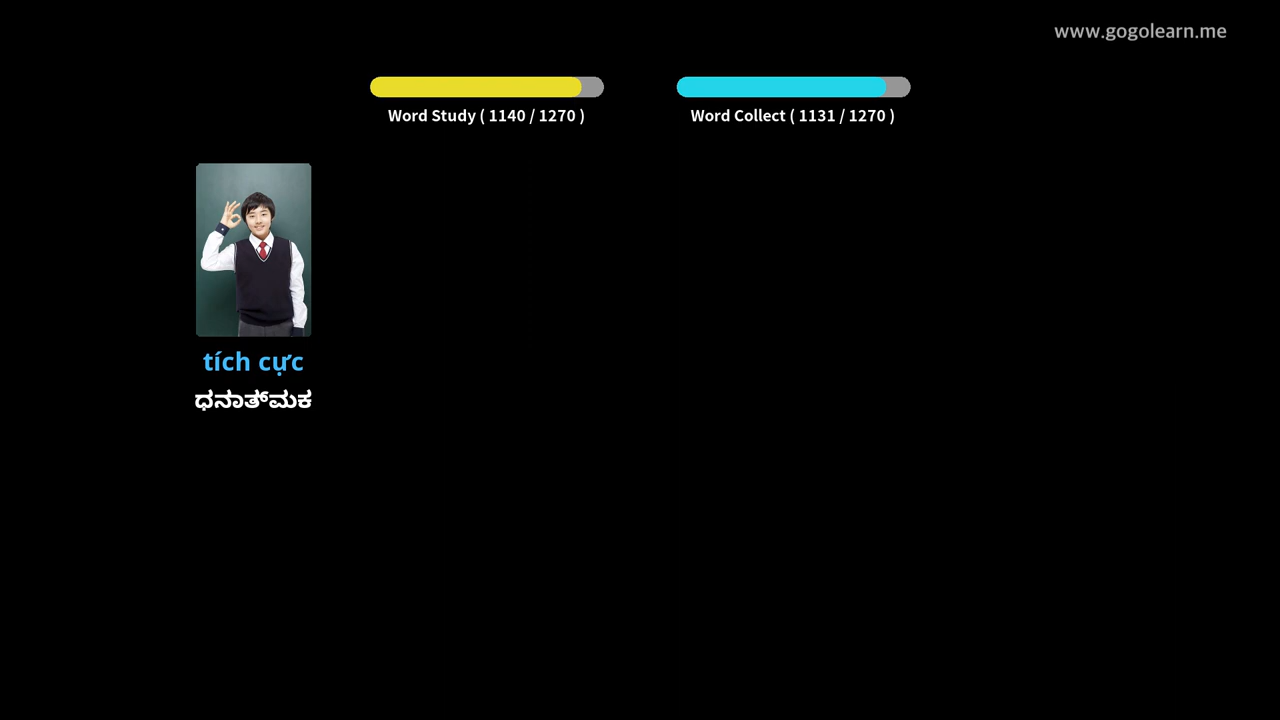 www.gogolearn.me
Word Study ( 1140 / 1270 )
Word Collect ( 1131 / 1270 )
tích cực
ಧನಾತ್ಮಕ